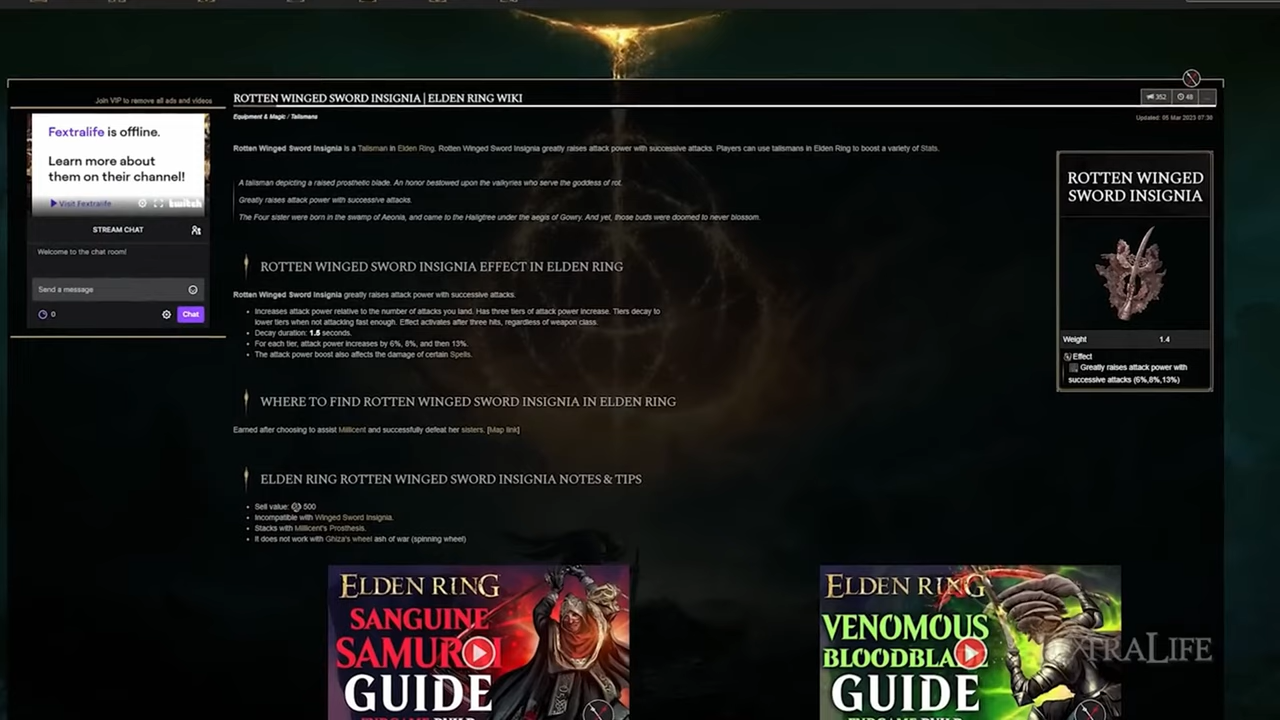 Join VIP to remove all ads and videos
Fextralife is offline.
Learn more about
them on their channel!
Visit Fextralife
twitch
STREAM CHAT
Welcome to the chat room!
Send a message
0
Chat
ROTTEN WINGED SWORD INSIGNIA | ELDEN RING WIKI
352
48
...
Equipment & Magic / Talismans
Updated: 05 Mar 2023 07:38
Rotten Winged Sword Insignia is a Talisman in Elden Ring. Rotten Winged Sword Insignia greatly raises attack power with successive attacks. Players can use talismans in Elden Ring to boost a variety of Stats.
A talisman depicting a raised prosthetic blade. An honor bestowed upon the valkyries who serve the goddess of rot.
Greatly raises attack power with successive attacks.
The Four sister were born in the swamp of Aeonia, and came to the Haligtree under the aegis of Gowry. And yet, those buds were doomed to never blossom.
ROTTEN WINGED SWORD INSIGNIA EFFECT IN ELDEN RING
Rotten Winged Sword Insignia greatly raises attack power with successive attacks.
• Increases attack power relative to the number of attacks you land. Has three tiers of attack power increase. Tiers decay to
lower tiers when not attacking fast enough. Effect activates after three hits, regardless of weapon class.
• Decay duration: 1.5 seconds.
• For each tier, attack power increases by 6%, 8%, and then 13%.
• The attack power boost also affects the damage of certain Spells.
WHERE TO FIND ROTTEN WINGED SWORD INSIGNIA IN ELDEN RING
Earned after choosing to assist Millicent and successfully defeat her sisters. [Map link]
ELDEN RING ROTTEN WINGED SWORD INSIGNIA NOTES & TIPS
• Sell value: 500
• Incompatible with Winged Sword Insignia.
• Stacks with Millicent's Prosthesis.
• It does not work with Ghiza's wheel ash of war (spinning wheel)
ROTTEN WINGED
SWORD INSIGNIA
Weight 1.4
Effect
Greatly raises attack power with
successive attacks (6%,8%,13%)
ELDEN RING
SANGUINE
SAMURAI
GUIDE
ELDEN RING
VENOMOUS
BLOODBLADE
GUIDE
XTRALIFE